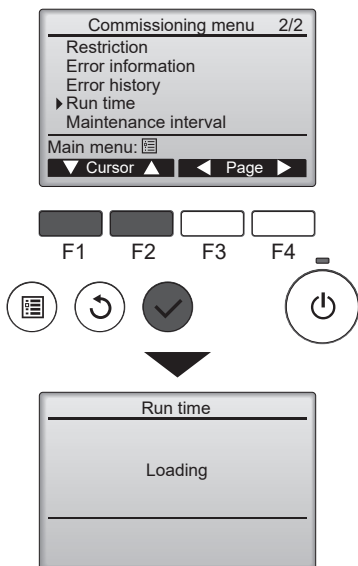 Commissioning menu 2/2
Restriction
Error information
Error history
Run time
Maintenance interval
Main menu:
Cursor Page
F1 F2 F3 F4
Run time
Loading